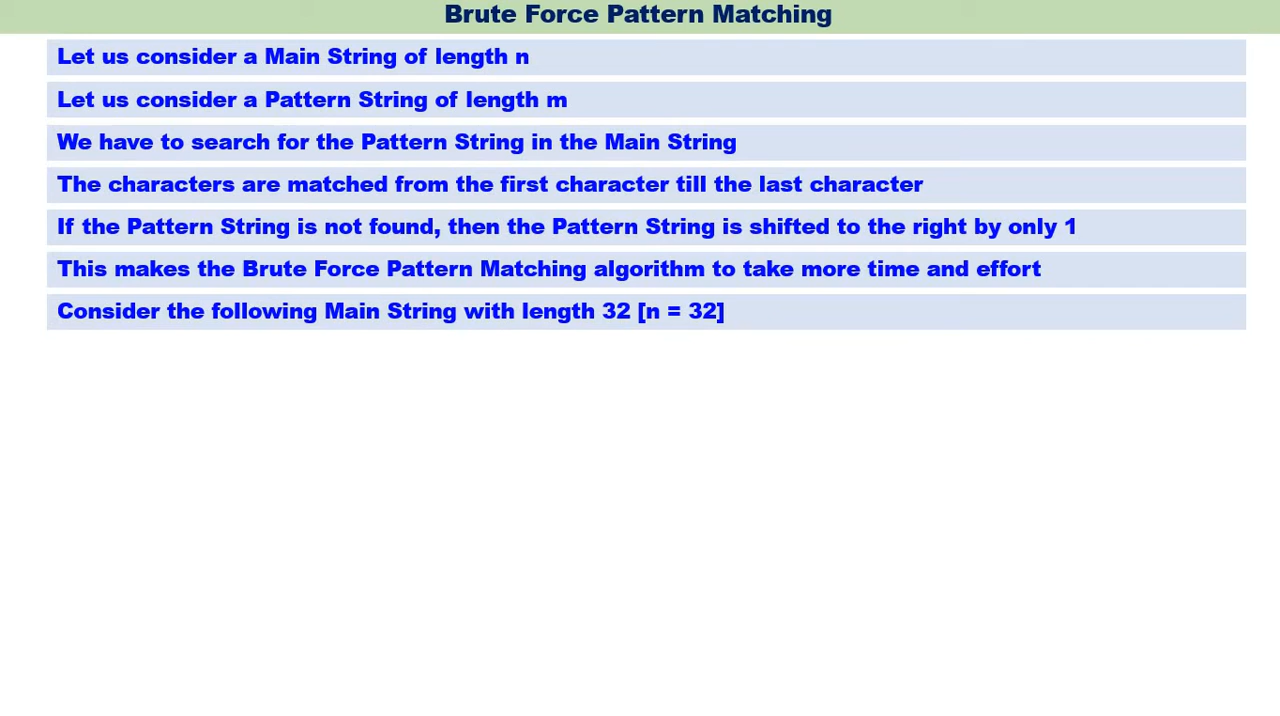 Brute Force Pattern Matching
Let us consider a Main String of length n
Let us consider a Pattern String of length m
We have to search for the Pattern String in the Main String
The characters are matched from the first character till the last character
If the Pattern String is not found, then the Pattern String is shifted to the right by only 1
This makes the Brute Force Pattern Matching algorithm to take more time and effort
Consider the following Main String with length 32 [n = 32]